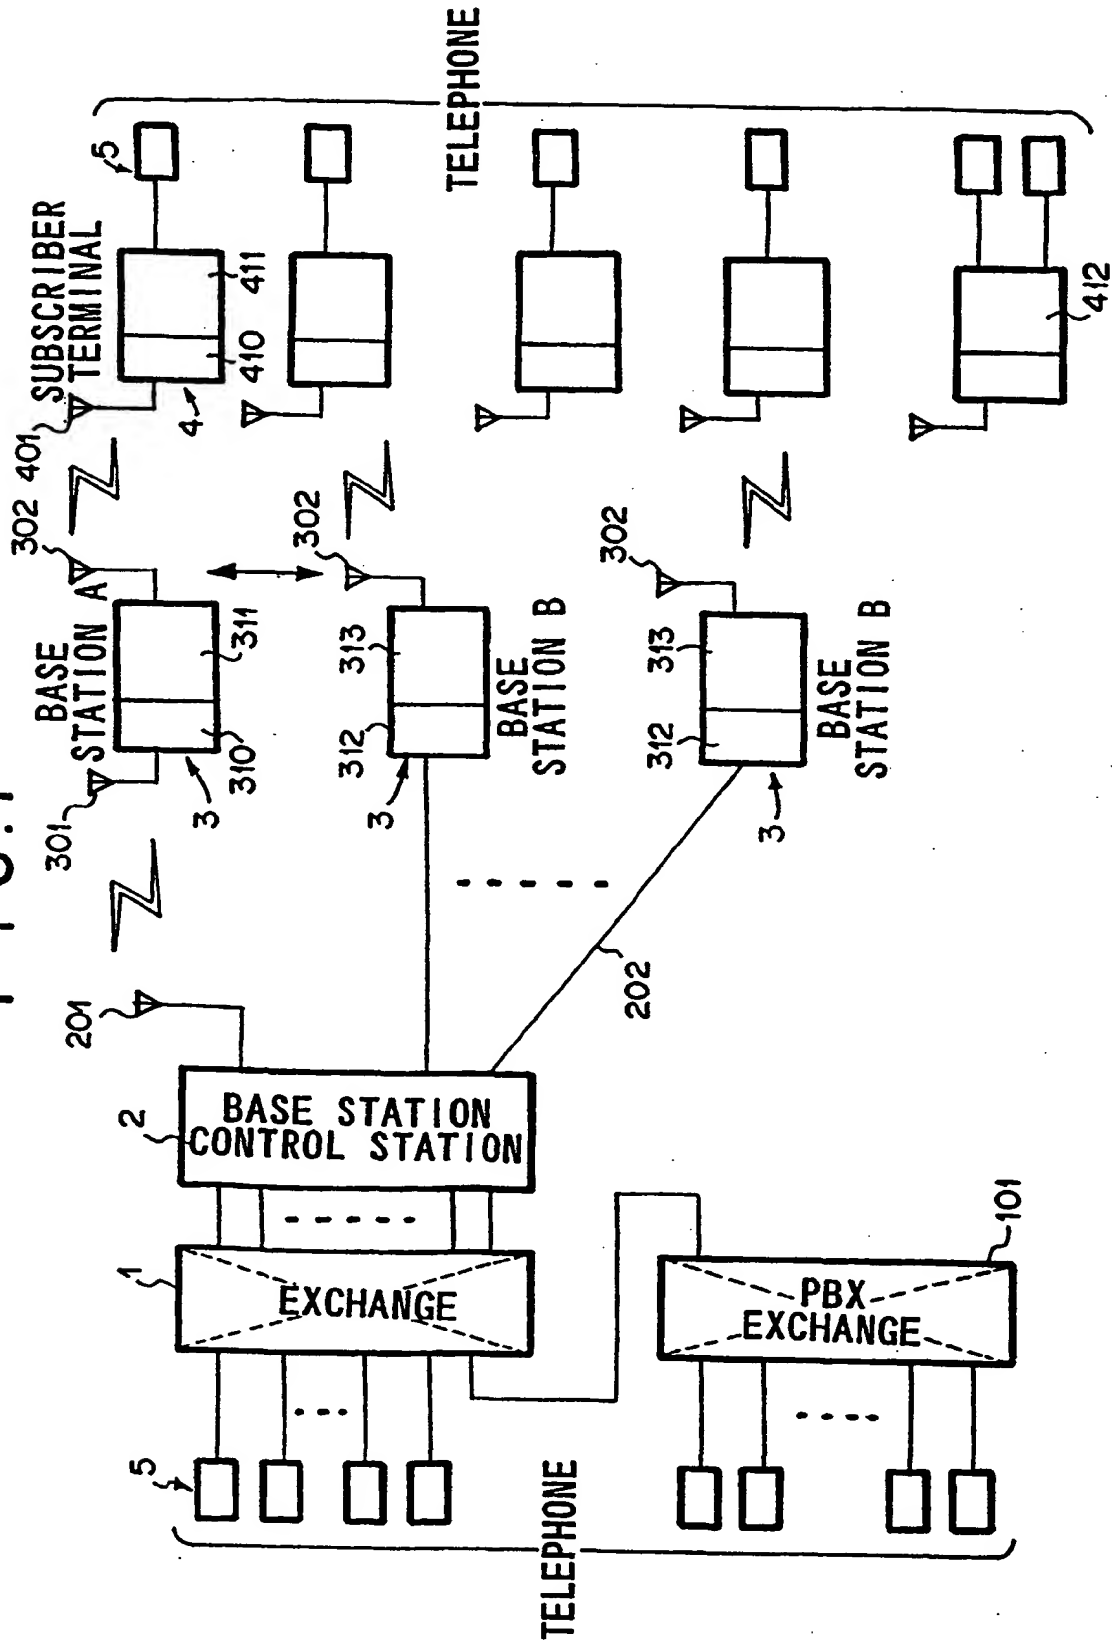 TELEPHONE
5
SUBSCRIBER
TERMINAL
411
410
4
401
412
302
BASE
STATION A
311
310
301
3
302
313
312
BASE
STATION B
3
302
313
312
BASE
STATION B
3
202
201
2
BASE STATION
CONTROL STATION
1
EXCHANGE
101
PBX
EXCHANGE
5
TELEPHONE